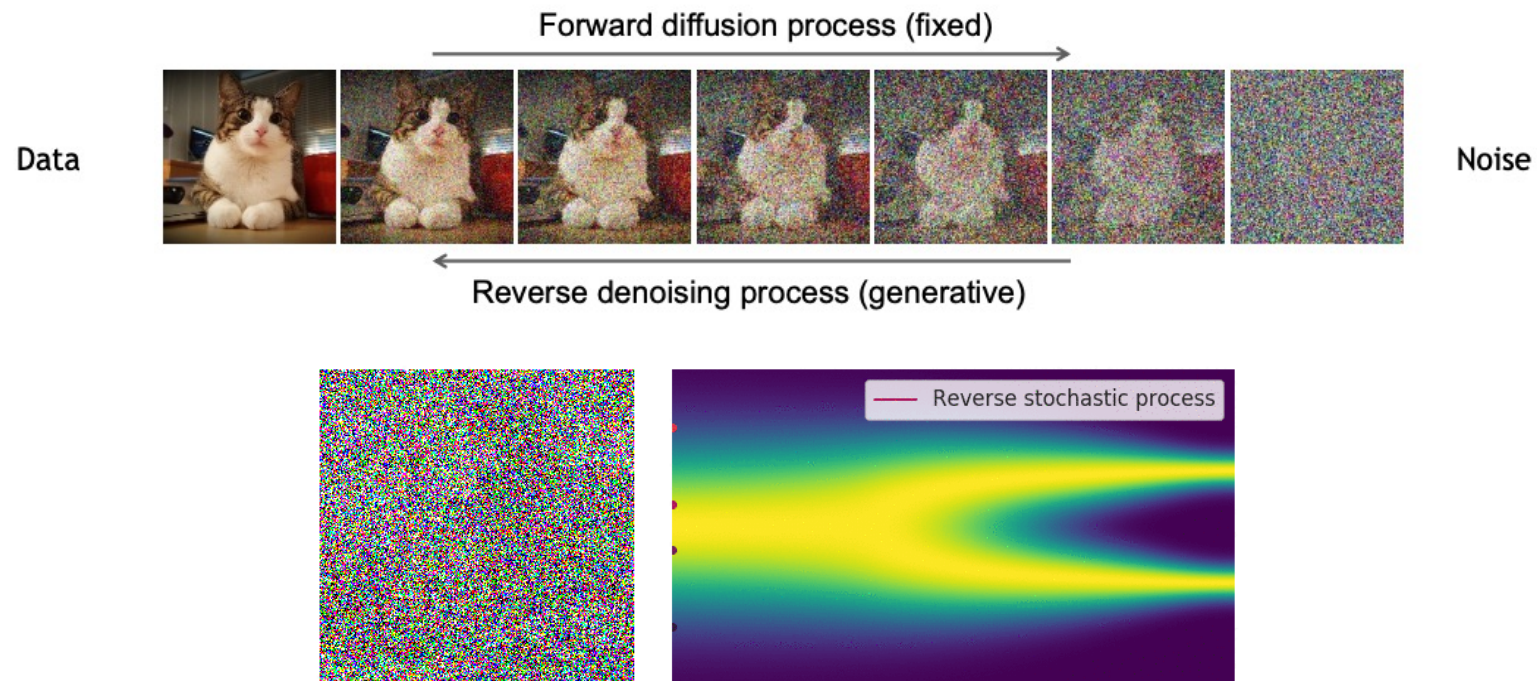 Forward diffusion process (fixed)
Data
Noise
Reverse denoising process (generative)
Reverse stochastic process